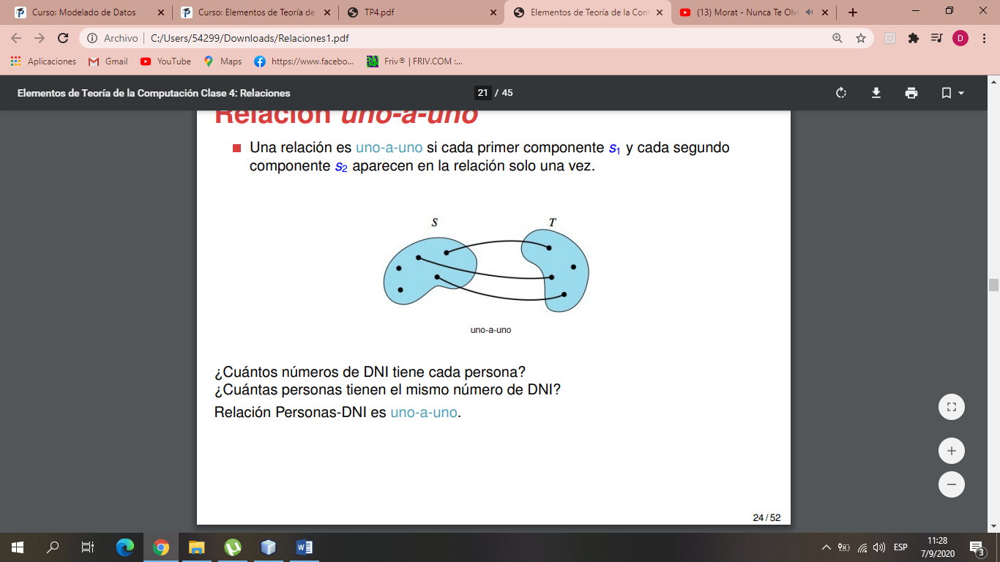 Curso: Modelado de Datos
Curso: Elementos de Teoría de
TP4.pdf
Elementos de Teoría de la Com
(13) Morat - Nunca Te Olvi
Archivo
C:/Users/54299/Downloads/Relaciones1.pdf
D
Aplicaciones
Gmail
YouTube
Maps
https://www.facebo...
Friv® | FRIV.COM :...
Elementos de Teoría de la Computación Clase 4: Relaciones
21 / 45
Relación uno-a-uno
Una relación es uno-a-uno si cada primer componente s1 y cada segundo
componente s2 aparecen en la relación solo una vez.
S
T
uno-a-uno
¿Cuántos números de DNI tiene cada persona?
¿Cuántas personas tienen el mismo número de DNI?
Relación Personas-DNI es uno-a-uno.
24 / 52
ESP
11:28
7/9/2020
3